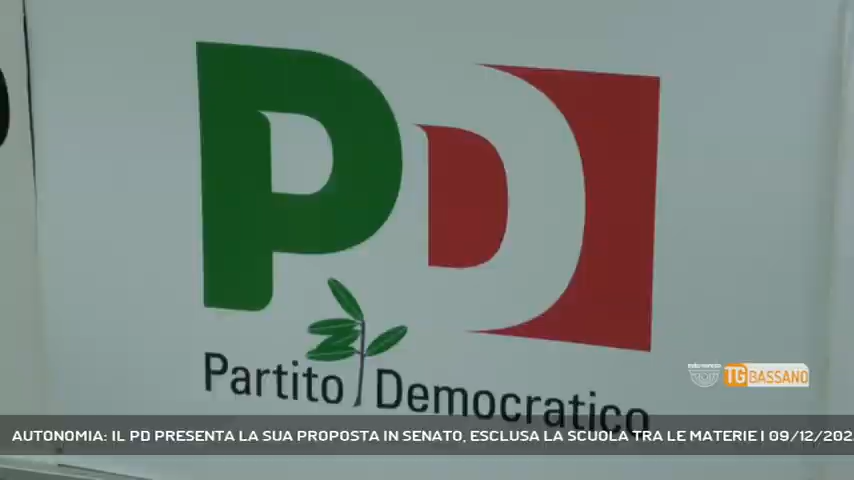 PD
Partito Democratico
TG BASSANO
AUTONOMIA: IL PD PRESENTA LA SUA PROPOSTA IN SENATO, ESCLUSA LA SCUOLA TRA LE MATERIE | 09/12/202